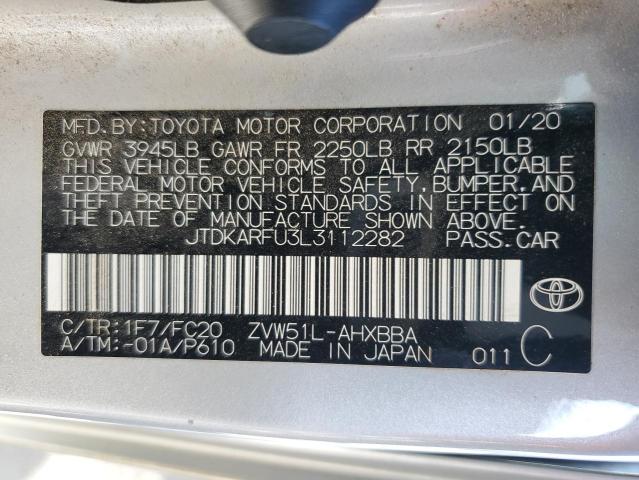 MFD.BY:TOYOTA MOTOR CORPORATION 01/20
GVWR 3945LB GAWR FR 2250LB RR 2150LB
THIS VEHICLE CONFORMS TO ALL APPLICABLE
FEDERAL MOTOR VEHICLE SAFETY,BUMPER,AND
THEFT PREVENTION STANDARDS IN EFFECT ON
THE DATE OF MANUFACTURE SHOWN ABOVE.
JTDKARFU3L3112282 PASS.CAR
C/TR:1F7/FC20 ZVW51L-AHXBBA
A/TM:-01A/P610 MADE IN JAPAN 011 C